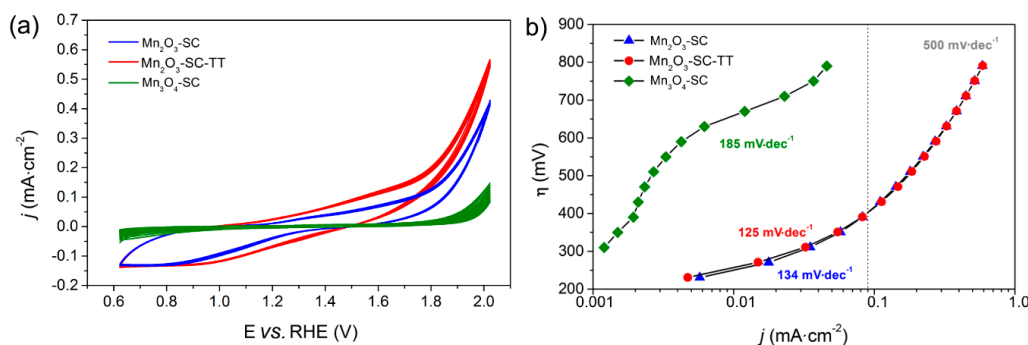 (a)
0.7
0.6
0.5
0.4
0.3
0.2
0.1
0.0
-0.1
-0.2
j (mA·cm⁻²)
Mn₂O₃-SC
Mn₂O₃-SC-TT
Mn₃O₄-SC
0.6 0.8 1.0 1.2 1.4 1.6 1.8 2.0
E vs. RHE (V)
b)
900
800
700
600
500
400
300
200
η (mV)
Mn₂O₃-SC
Mn₂O₃-SC-TT
Mn₃O₄-SC
500 mV·dec⁻¹
185 mV·dec⁻¹
125 mV·dec⁻¹
134 mV·dec⁻¹
0.001 0.01 0.1 1.0
j (mA·cm⁻²)